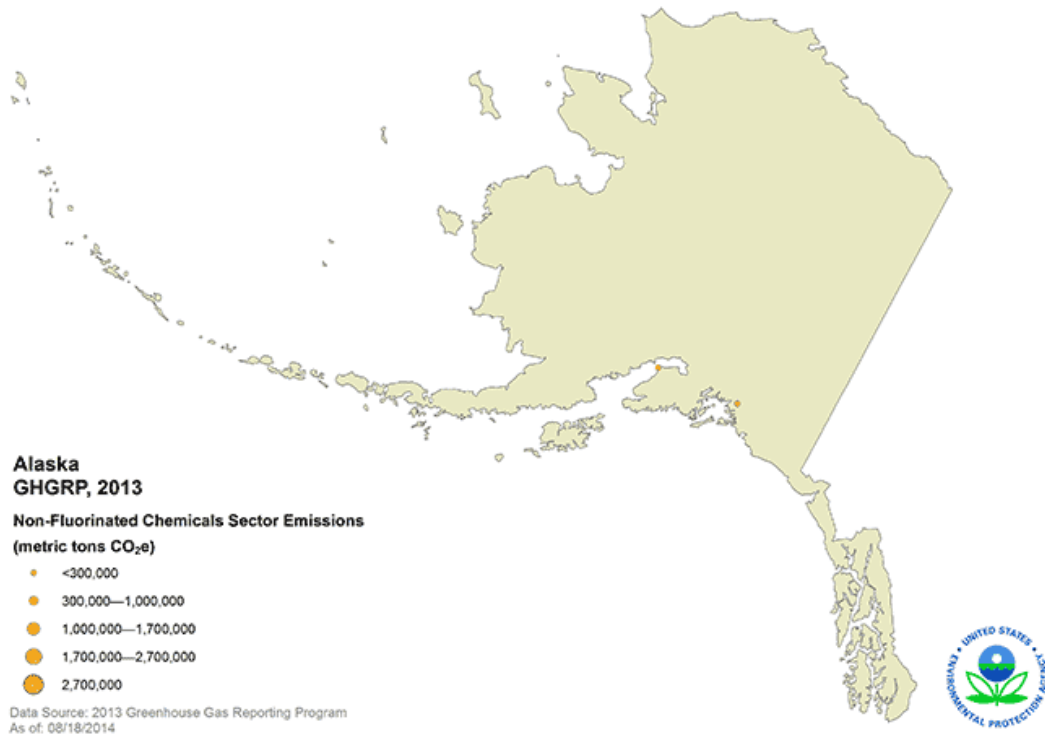 Alaska
GHGRP, 2013
Non-Fluorinated Chemicals Sector Emissions
(metric tons CO₂e)
<300,000
300,000—1,000,000
1,000,000—1,700,000
1,700,000—2,700,000
2,700,000
Data Source: 2013 Greenhouse Gas Reporting Program
As of: 08/18/2014
UNITED STATES
ENVIRONMENTAL PROTECTION AGENCY